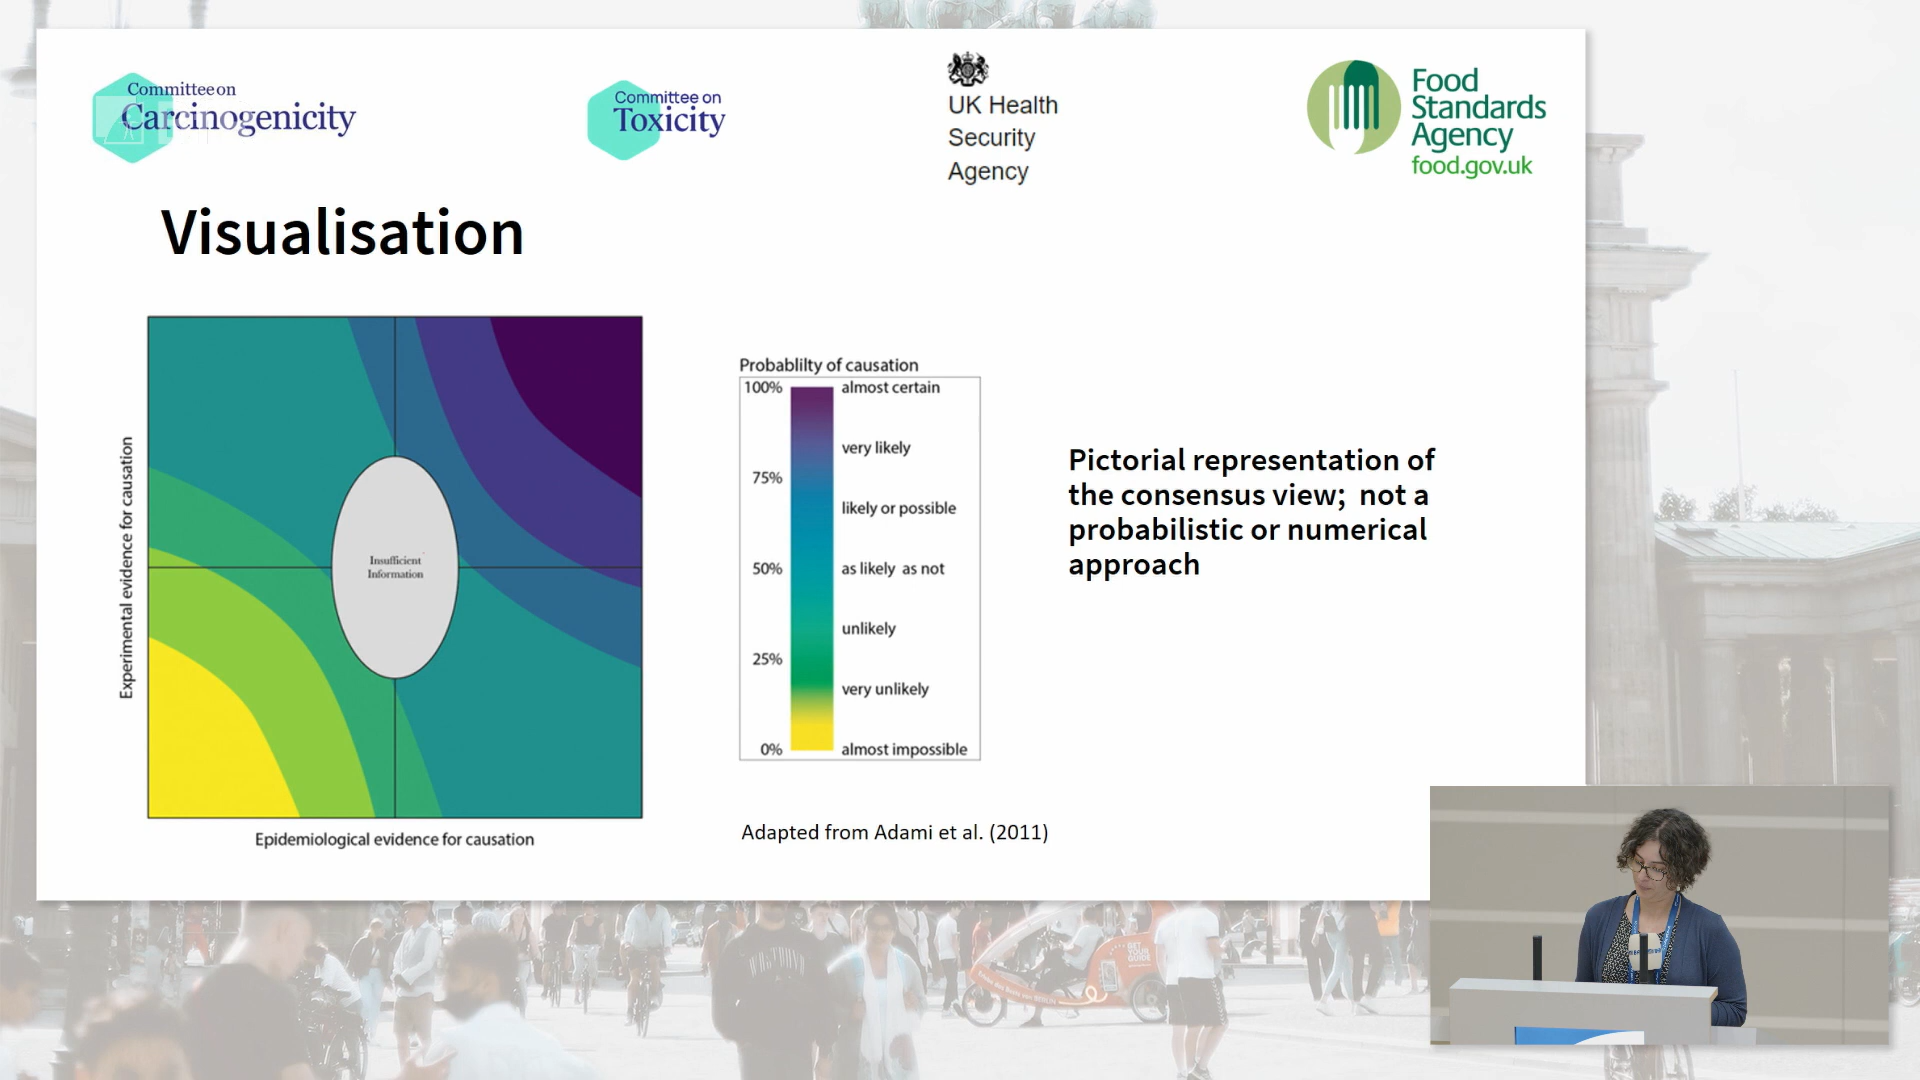 Committee on
Carcinogenicity
Committee on
Toxicity
UK Health
Security
Agency
Food
Standards
Agency
food.gov.uk
Visualisation
Experimental evidence for causation
Insufficient
Information
Epidemiological evidence for causation
Probablilty of causation
100% almost certain
very likely
75%
likely or possible
50% as likely as not
unlikely
25%
very unlikely
0% almost impossible
Adapted from Adami et al. (2011)
Pictorial representation of
the consensus view; not a
probabilistic or numerical
approach
GET
YOUR
GUIDE